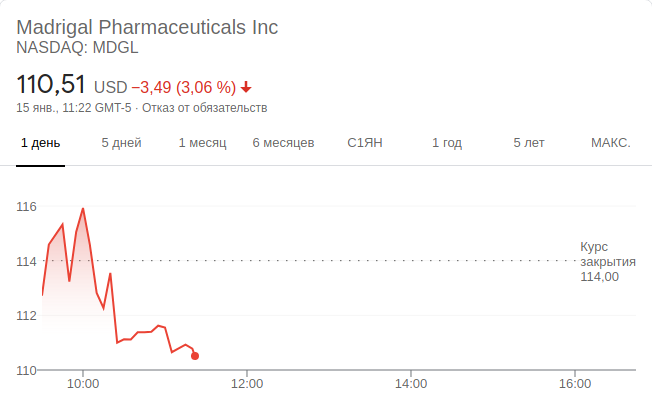 Madrigal Pharmaceuticals Inc
NASDAQ: MDGL
110,51 USD −3,49 (3,06 %)
15 янв., 11:22 GMT-5 · Отказ от обязательств
1 день 5 дней 1 месяц 6 месяцев С1ЯН 1 год 5 лет МАКС.
116
114
112
110
Курс
закрытия
114,00
10:00 12:00 14:00 16:00